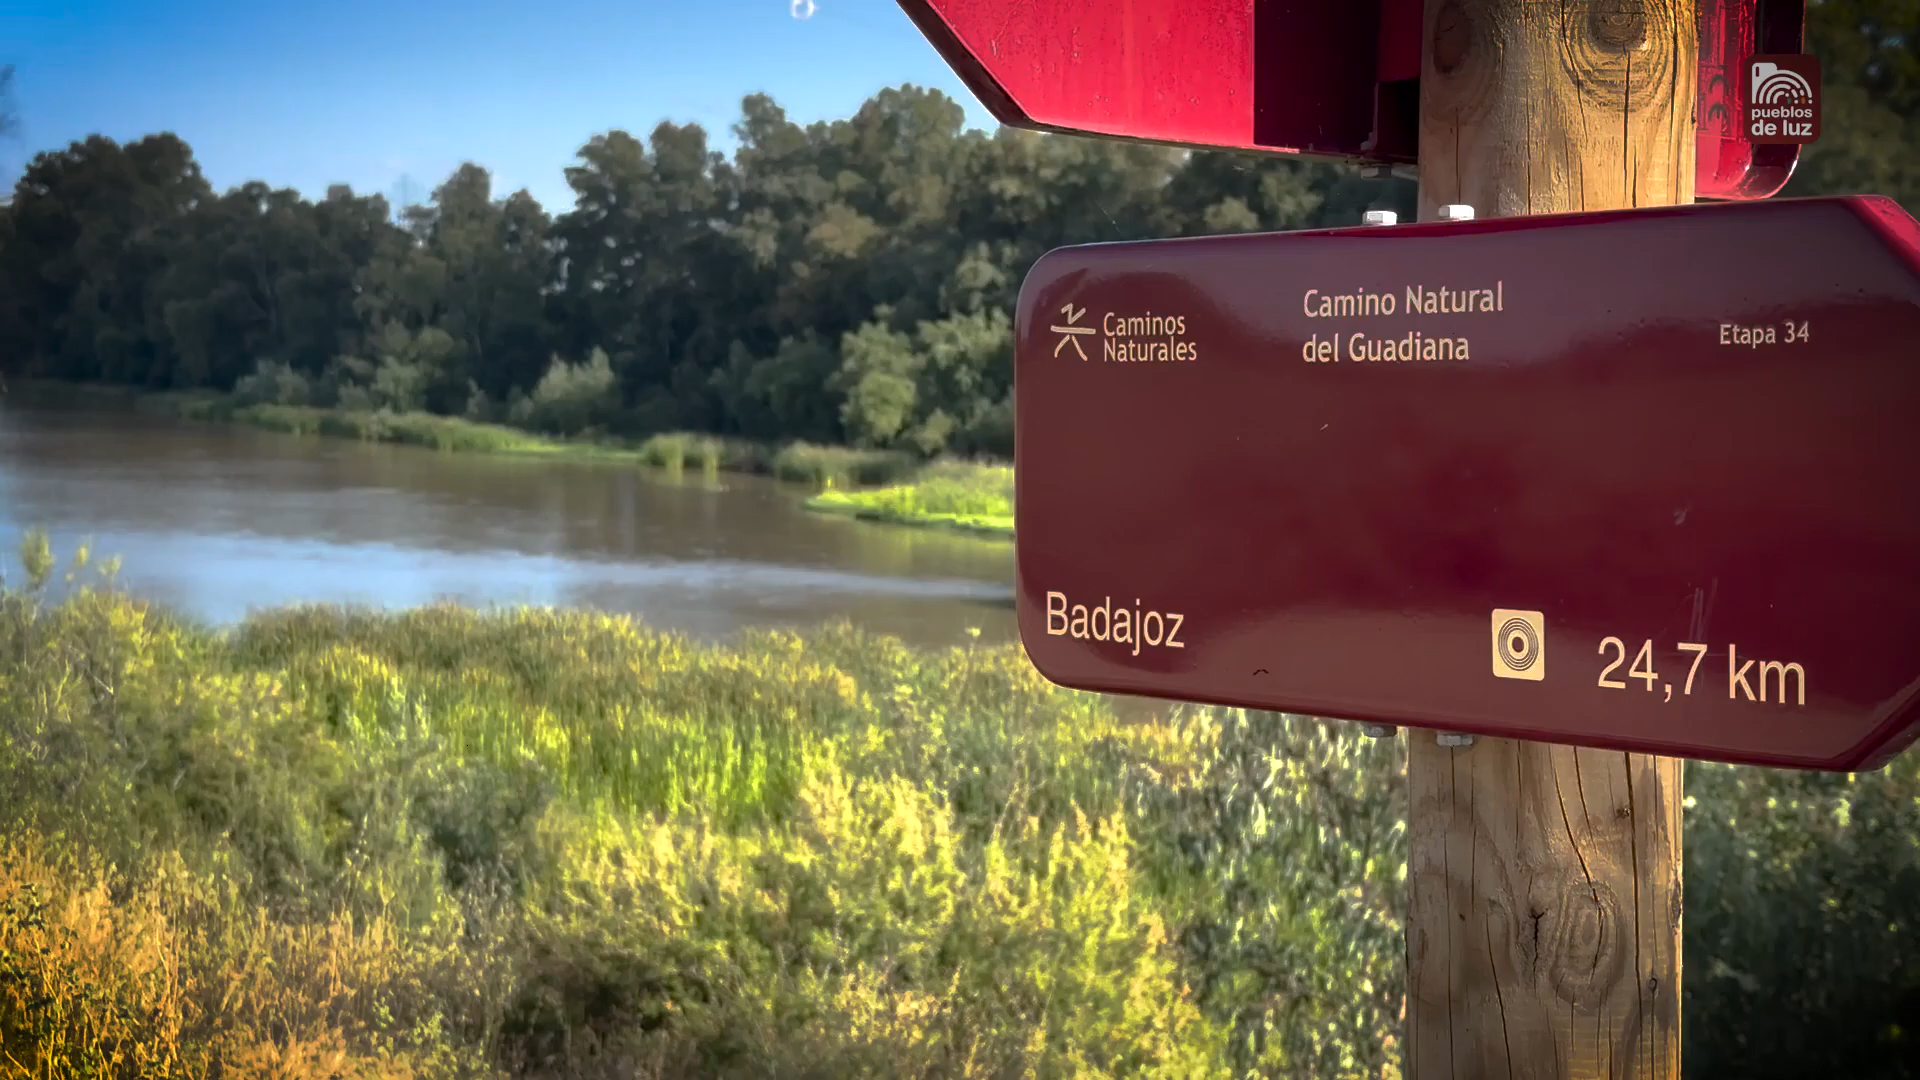 pueblos
de luz
Caminos
Naturales
Camino Natural
del Guadiana
Etapa 34
Badajoz
24,7 km